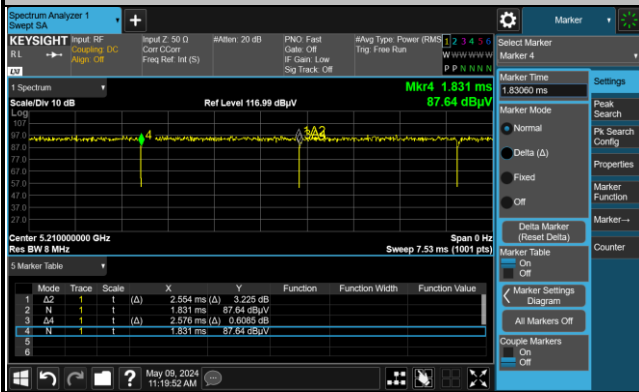 Spectrum Analyzer 1
Swept SA
Marker
KEYSIGHT Input: RF Input Z: 50 Ω #Atten: 20 dB PNO: Fast #Avg Type: Power (RMS 1 2 3 4 5 6
RL Coupling: DC Corr CCorr Gate: Off Trig: Free Run
Align: Off Freq Ref: Int (S) IF Gain: Low W W W W W W
Sig Track: Off P P N N N N
LXI
Select Marker
Marker 4
1 Spectrum
Mkr4 1.831 ms
Scale/Div 10 dB Ref Level 116.99 dBµV 87.64 dBµV
Log
107
97.0
87.0
77.0
67.0
57.0
47.0
37.0
27.0
4
Center 5.210000000 GHz Span 0 Hz
Res BW 8 MHz Sweep 7.53 ms (1001 pts)
5 Marker Table
Mode Trace Scale X Y Function Function Width Function Value
1 Δ2 1 t (Δ) 2.554 ms (Δ) 3.225 dB
2 N 1 t 1.831 ms 87.64 dBµV
3 Δ4 1 t (Δ) 2.576 ms (Δ) 0.6085 dB
4 N 1 t 1.831 ms 87.64 dBµV
5
6
Marker Time
1.83060 ms
Marker Mode
Normal
Delta (Δ)
Fixed
Off
Delta Marker
(Reset Delta)
Marker Table
On
Off
Marker Settings
Diagram
All Markers Off
Couple Markers
On
Off
Settings
Peak
Search
Pk Search
Config
Properties
Marker
Function
Marker→
Counter
?
May 09, 2024
11:19:52 AM